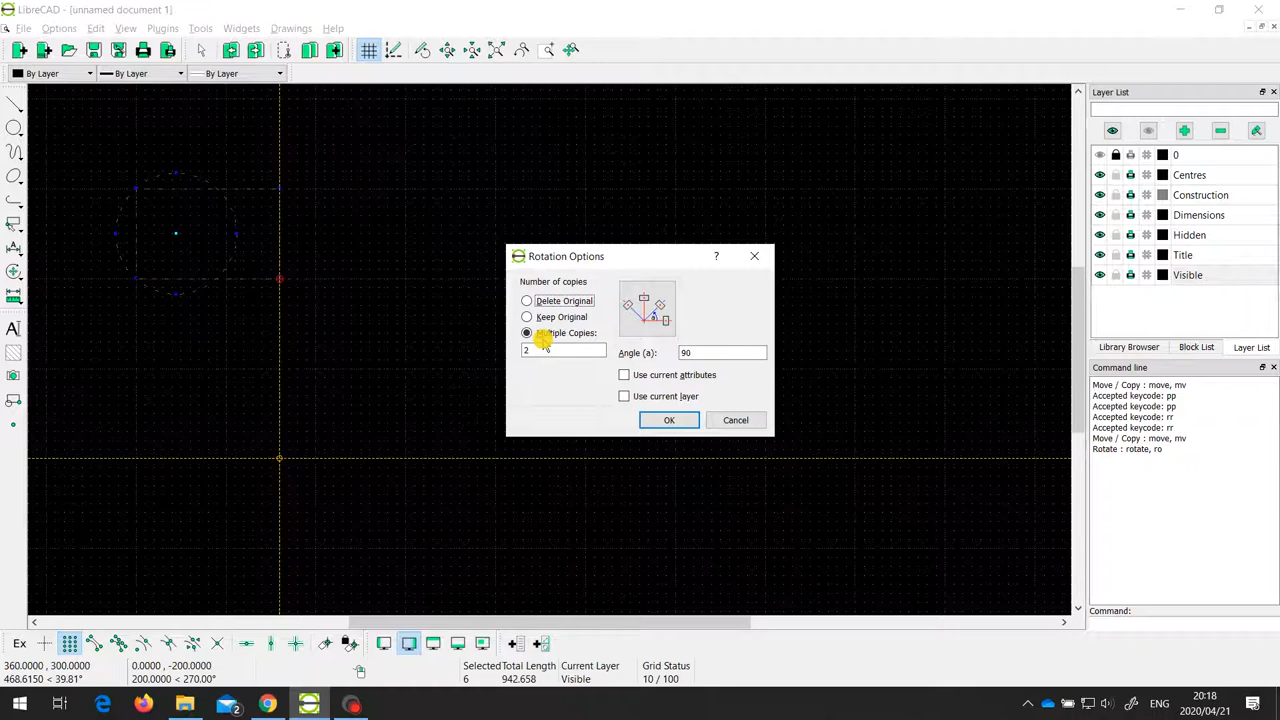 LibreCAD - [unnamed document 1]
File Options Edit View Plugins Tools Widgets Drawings Help
By Layer By Layer By Layer
Layer List
0
Centres
Construction
Dimensions
Hidden
Title
Visible
Library Browser Block List Layer List
Command line
Move / Copy : move, mv
Accepted keycode: pp
Accepted keycode: pp
Accepted keycode: rr
Accepted keycode: rr
Move / Copy : move, mv
Rotate : rotate, ro
Command:
Rotation Options
Number of copies
Delete Original
Keep Original
Multiple Copies:
2
a
Angle (a): 90
Use current attributes
Use current layer
OK Cancel
Ex
360.0000 , 300.0000 0.0000 , -200.0000 Selected Total Length Current Layer Grid Status
468.6150 < 39.81° 200.0000 < 270.00° 6 942.658 Visible 10 / 100
2
ENG
20:18
2020/04/21